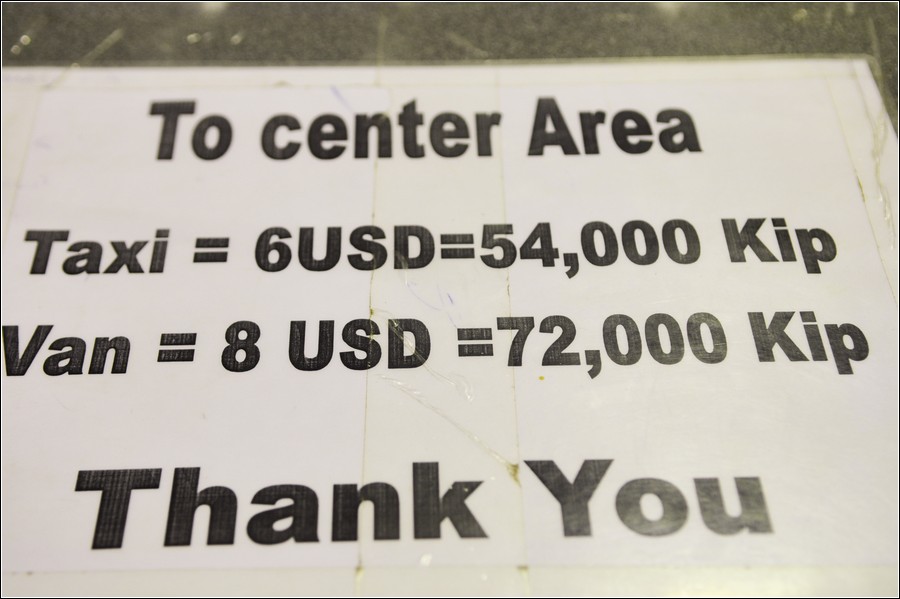 To center Area
Taxi = 6USD=54,000 Kip
Van = 8 USD =72,000 Kip
Thank You